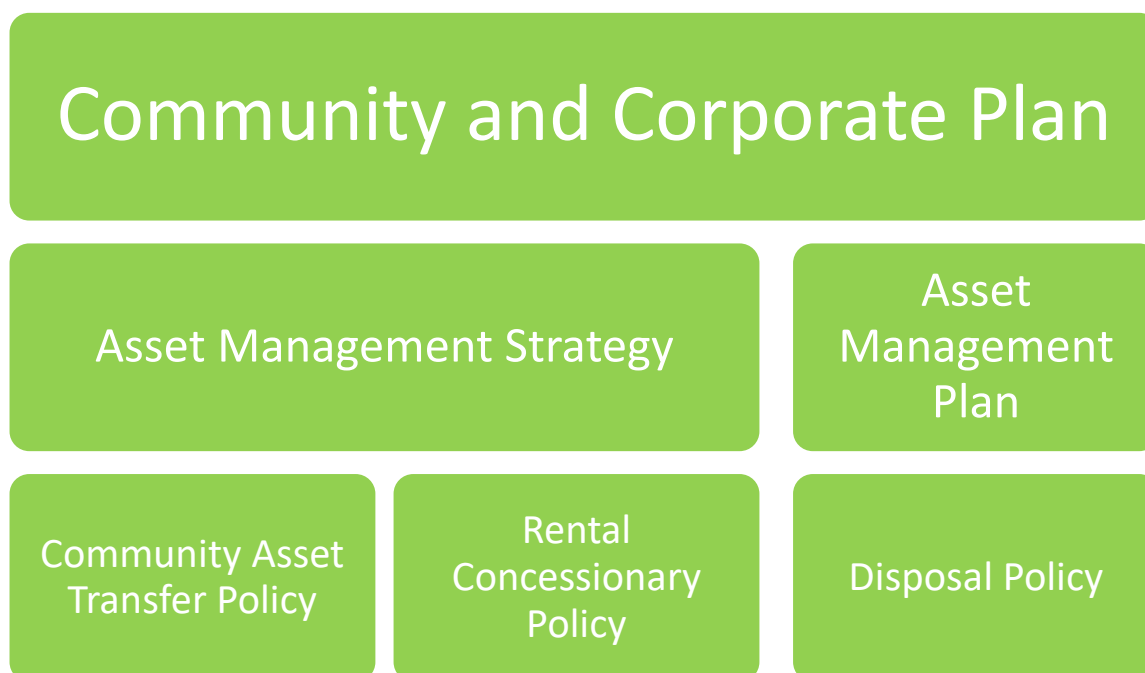 Community and Corporate Plan
Asset Management Strategy
Asset
Management
Plan
Community Asset
Transfer Policy
Rental
Concessionary
Policy
Disposal Policy